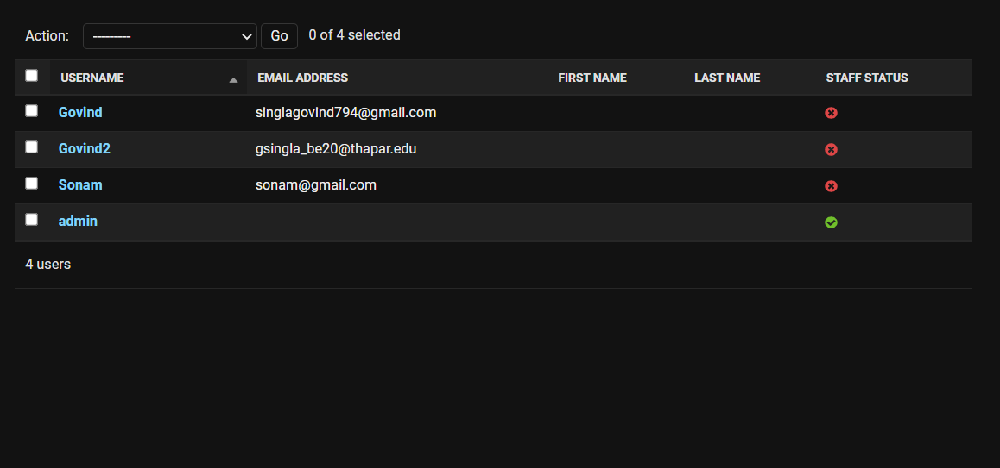 Action: --------- Go 0 of 4 selected
USERNAME EMAIL ADDRESS FIRST NAME LAST NAME STAFF STATUS
Govind singlagovind794@gmail.com
Govind2 gsingla_be20@thapar.edu
Sonam sonam@gmail.com
admin
4 users